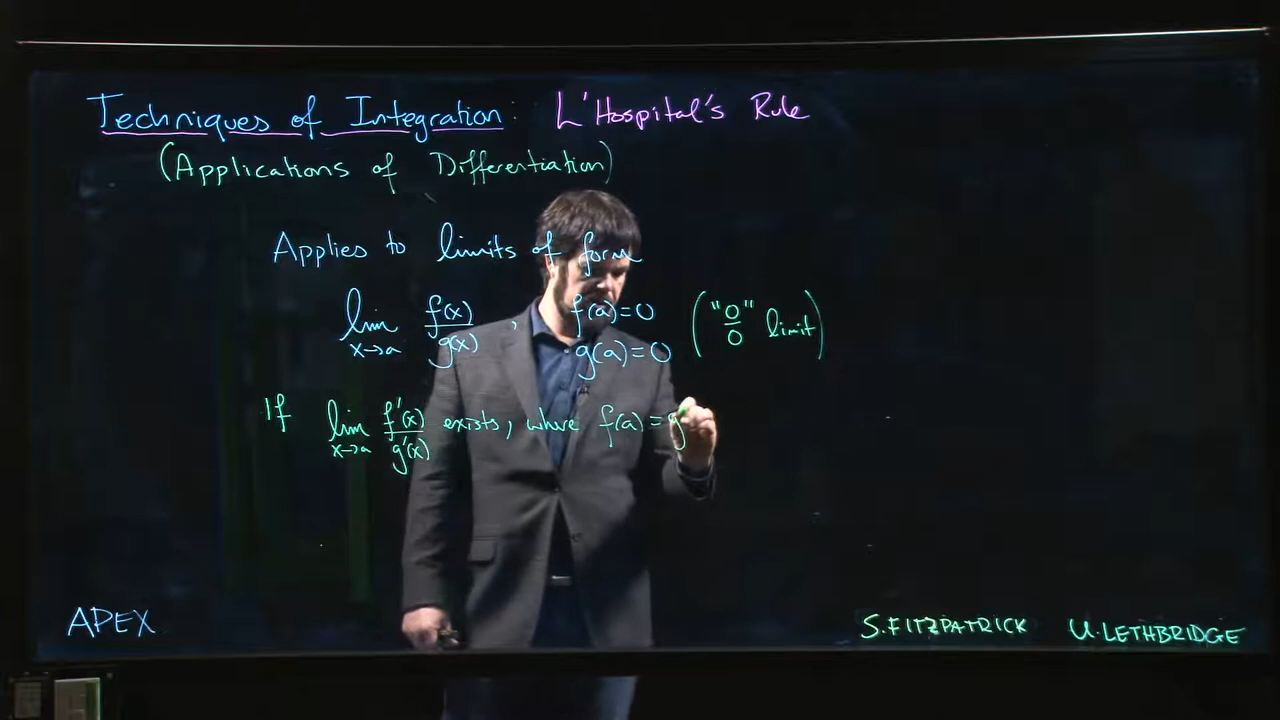 Techniques of Integration: L'Hospital's Rule
(Applications of Differentiation)
Applies to limits of form
lim x→a f(x)/g(x), f(a)=0 ("0/0" limit)
g(a)=0
If lim x→a f'(x)/g'(x) exists, where f(a)=g
APEX
S.FITZPATRICK U.LETHBRIDGE